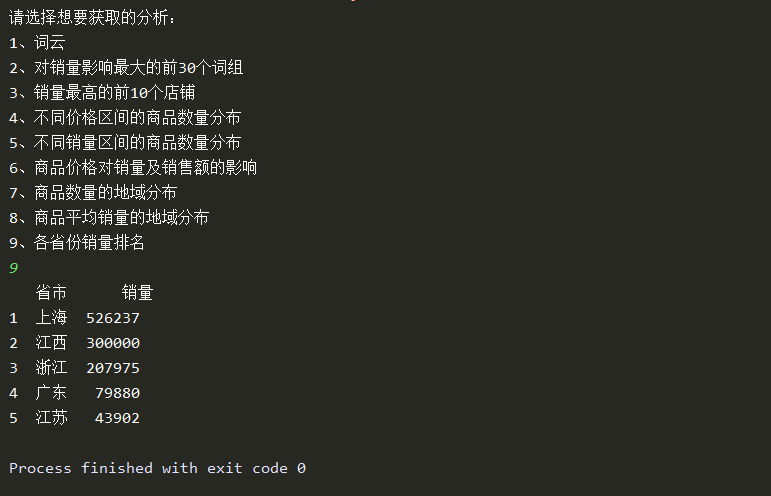 请选择想要获取的分析：
1、词云
2、对销量影响最大的前30个词组
3、销量最高的前10个店铺
4、不同价格区间的商品数量分布
5、不同销量区间的商品数量分布
6、商品价格对销量及销售额的影响
7、商品数量的地域分布
8、商品平均销量的地域分布
9、各省份销量排名
9
省市 销量
1 上海 526237
2 江西 300000
3 浙江 207975
4 广东 79880
5 江苏 43902
Process finished with exit code 0